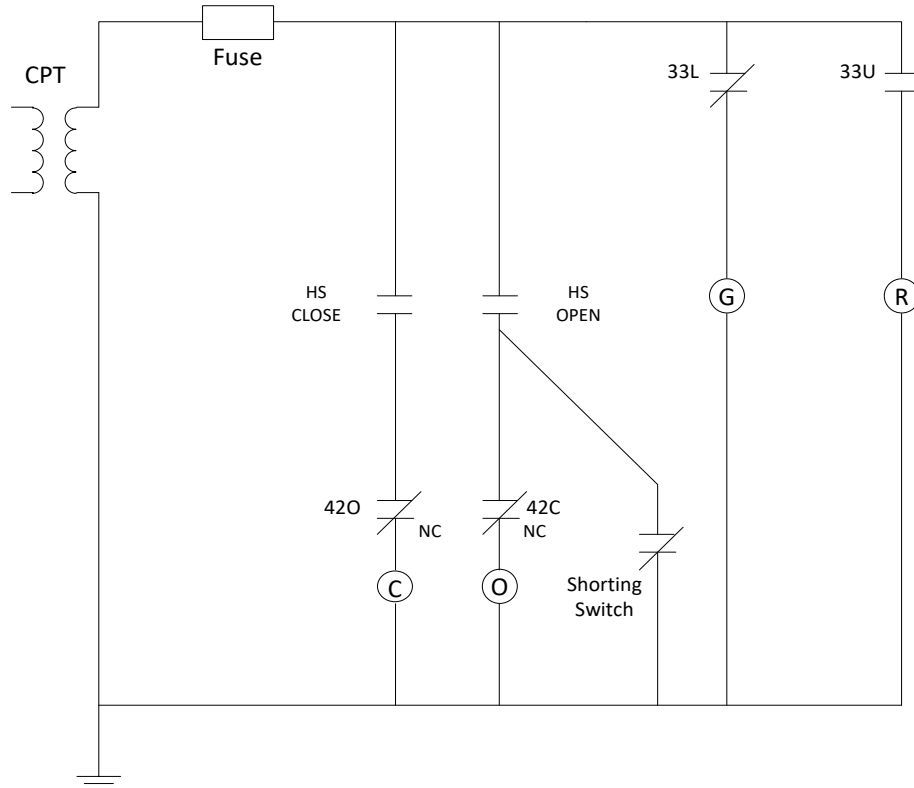 Fuse
CPT
33L
33U
HS
CLOSE
HS
OPEN
G
R
42O
NC
42C
NC
C
O
Shorting
Switch